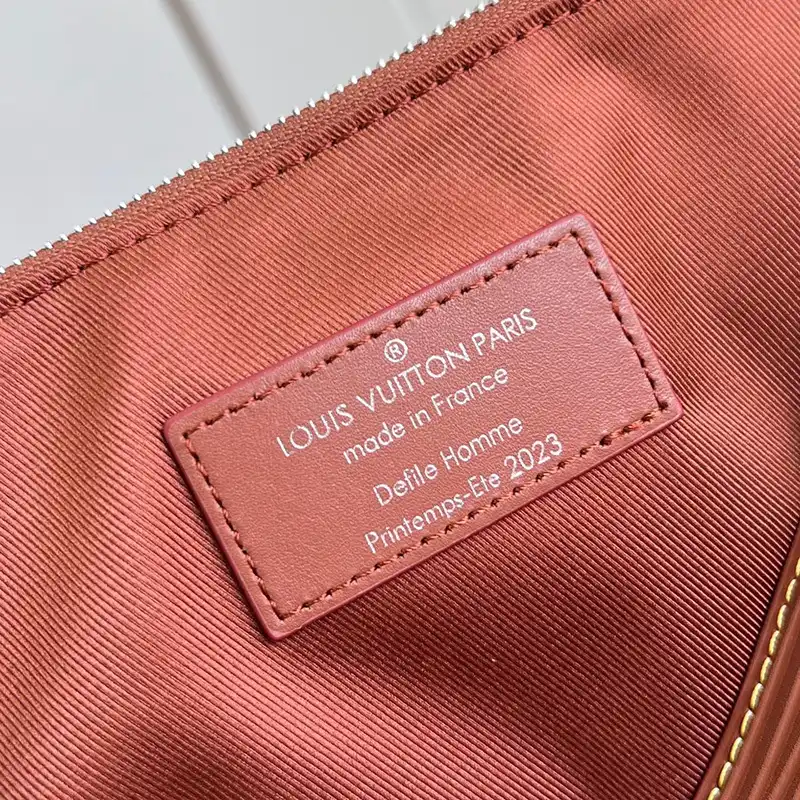 ®
LOUIS VUITTON PARIS
made in France
Defile Homme
Printemps-Ete 2023